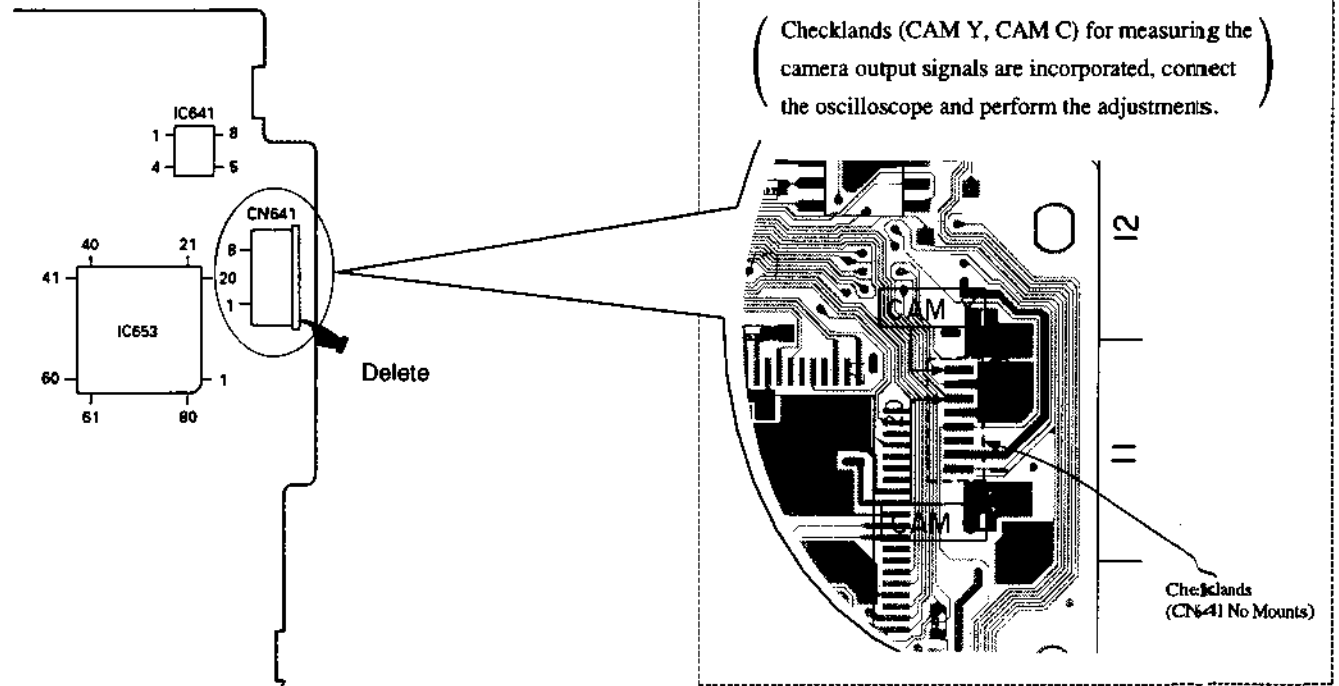 Checklands (CAM Y, CAM C) for measuring the
camera output signals are incorporated, connect
the oscilloscope and perform the adjustments.
IC641
1
8
4
5
CN641
8
1
40
21
41
20
IC653
60
1
61
80
Delete
CAM Y
CAM
12
11
Checklands
(CN641 No Mounts)